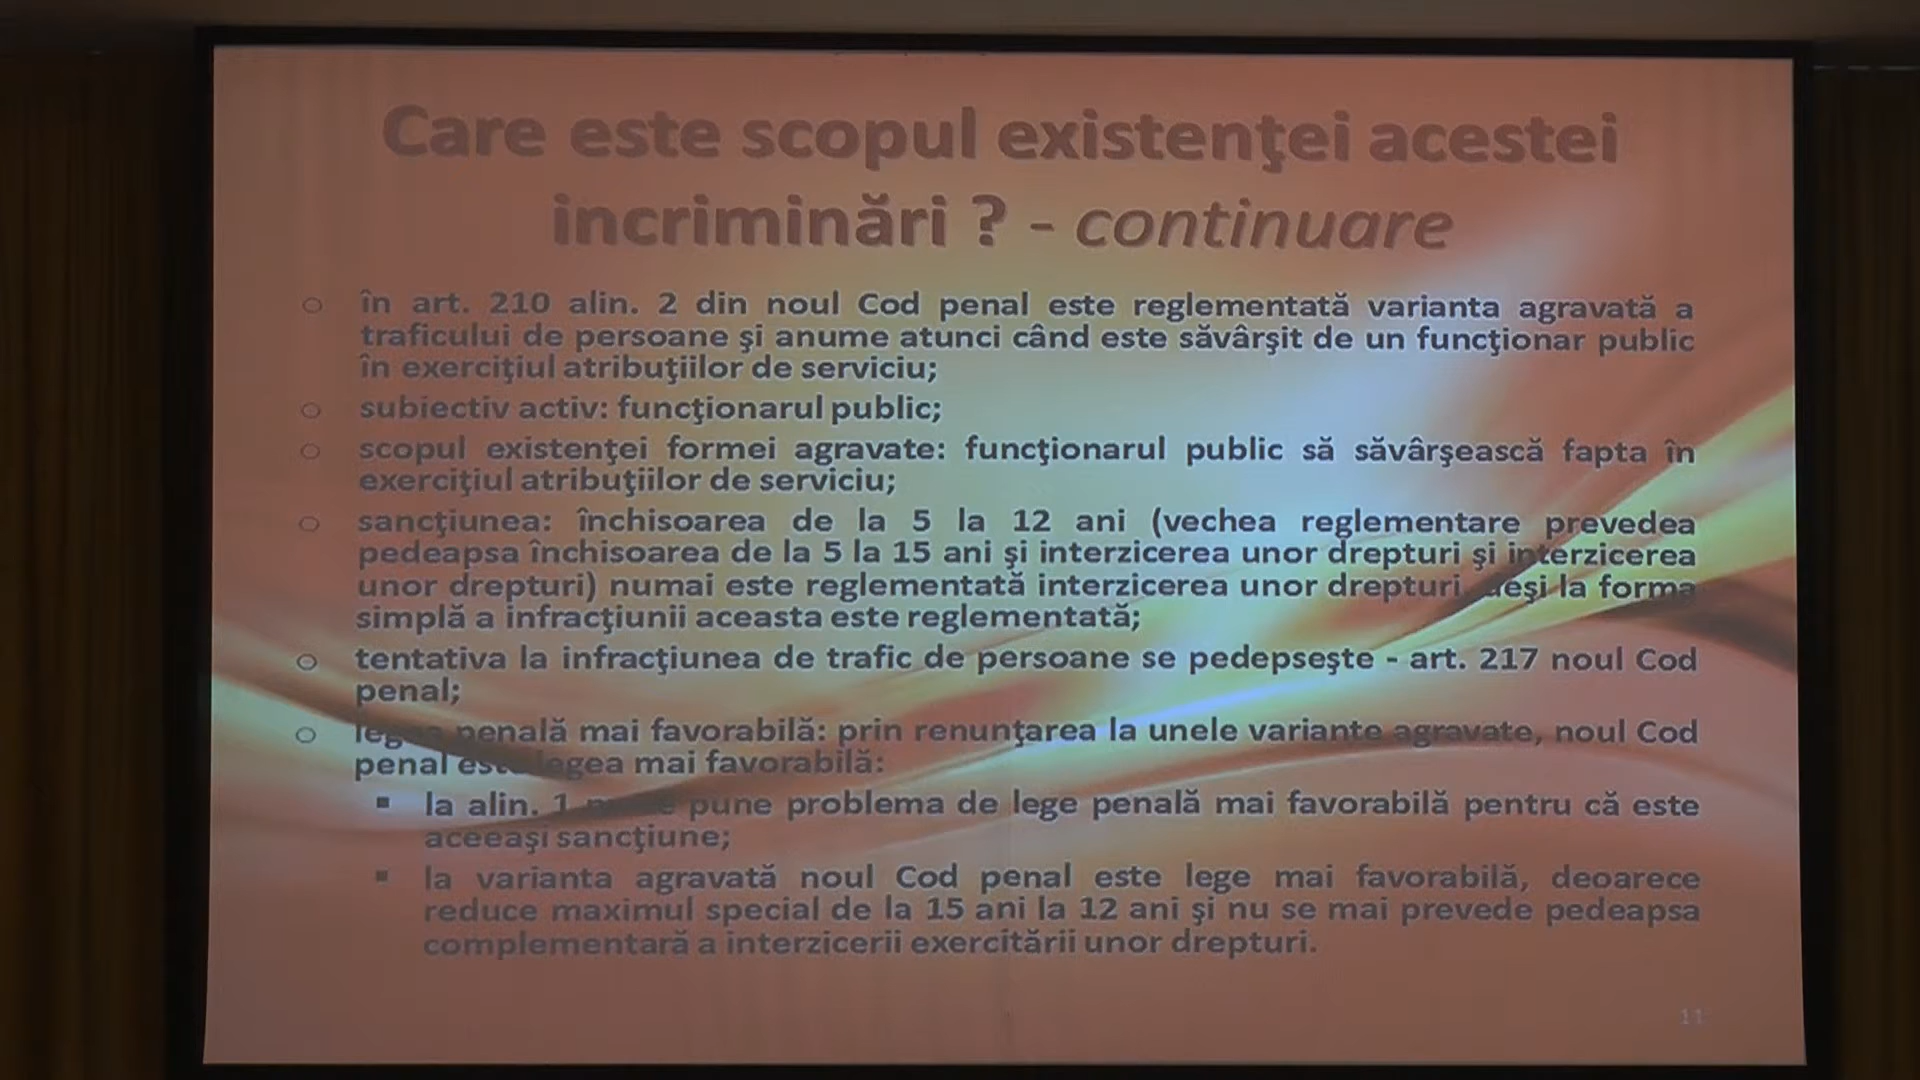 Care este scopul existenţei acestei
incriminări ? - continuare
în art. 210 alin. 2 din noul Cod penal este reglementată varianta agravată a
traficului de persoane şi anume atunci când este săvârşit de un funcţionar public
în exerciţiul atribuţiilor de serviciu;
subiectiv activ: funcţionarul public;
scopul existenţei formei agravate: funcţionarul public să săvârşească fapta în
exerciţiul atribuţiilor de serviciu;
sancţiunea: închisoarea de la 5 la 12 ani (vechea reglementare prevedea
pedeapsa închisoarea de la 5 la 15 ani şi interzicerea unor drepturi şi interzicerea
unor drepturi) numai este reglementată interzicerea unor drepturi, deşi la forma
simplă a infracţiunii aceasta este reglementată;
tentativa la infracţiunea de trafic de persoane se pedepseşte - art. 217 noul Cod
penal;
legea penală mai favorabilă: prin renunţarea la unele variante agravate, noul Cod
penal este legea mai favorabilă:
la alin. 1 pune problema de lege penală mai favorabilă pentru că este
aceeaşi sancţiune;
la varianta agravată noul Cod penal este lege mai favorabilă, deoarece
reduce maximul special de la 15 ani la 12 ani şi nu se mai prevede pedeapsa
complementară a interzicerii exercitării unor drepturi.
11